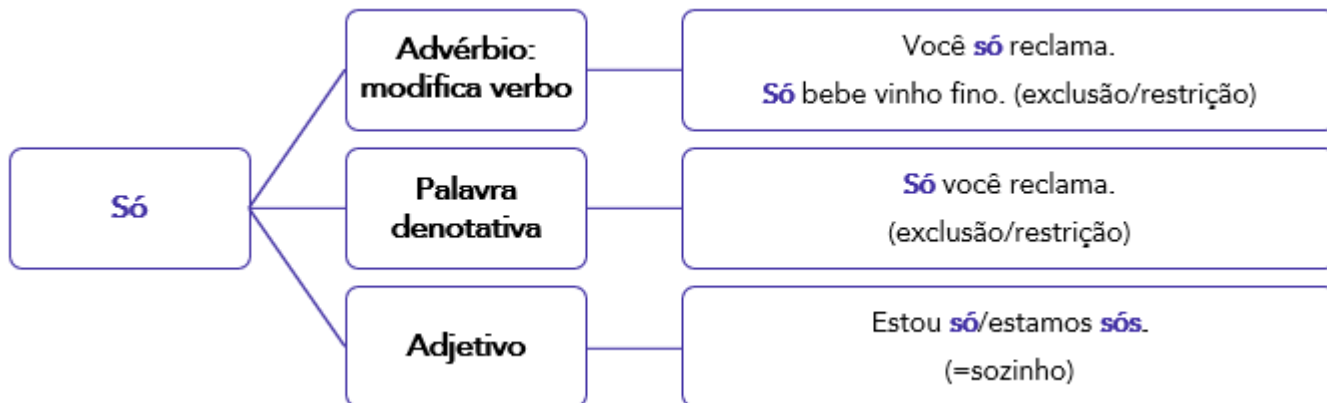 Só
Advérbio:
modifica verbo
Você só reclama.
Só bebe vinho fino. (exclusão/restrição)
Palavra
denotativa
Só você reclama.
(exclusão/restrição)
Adjetivo
Estou só/estamos sós.
(=sozinho)